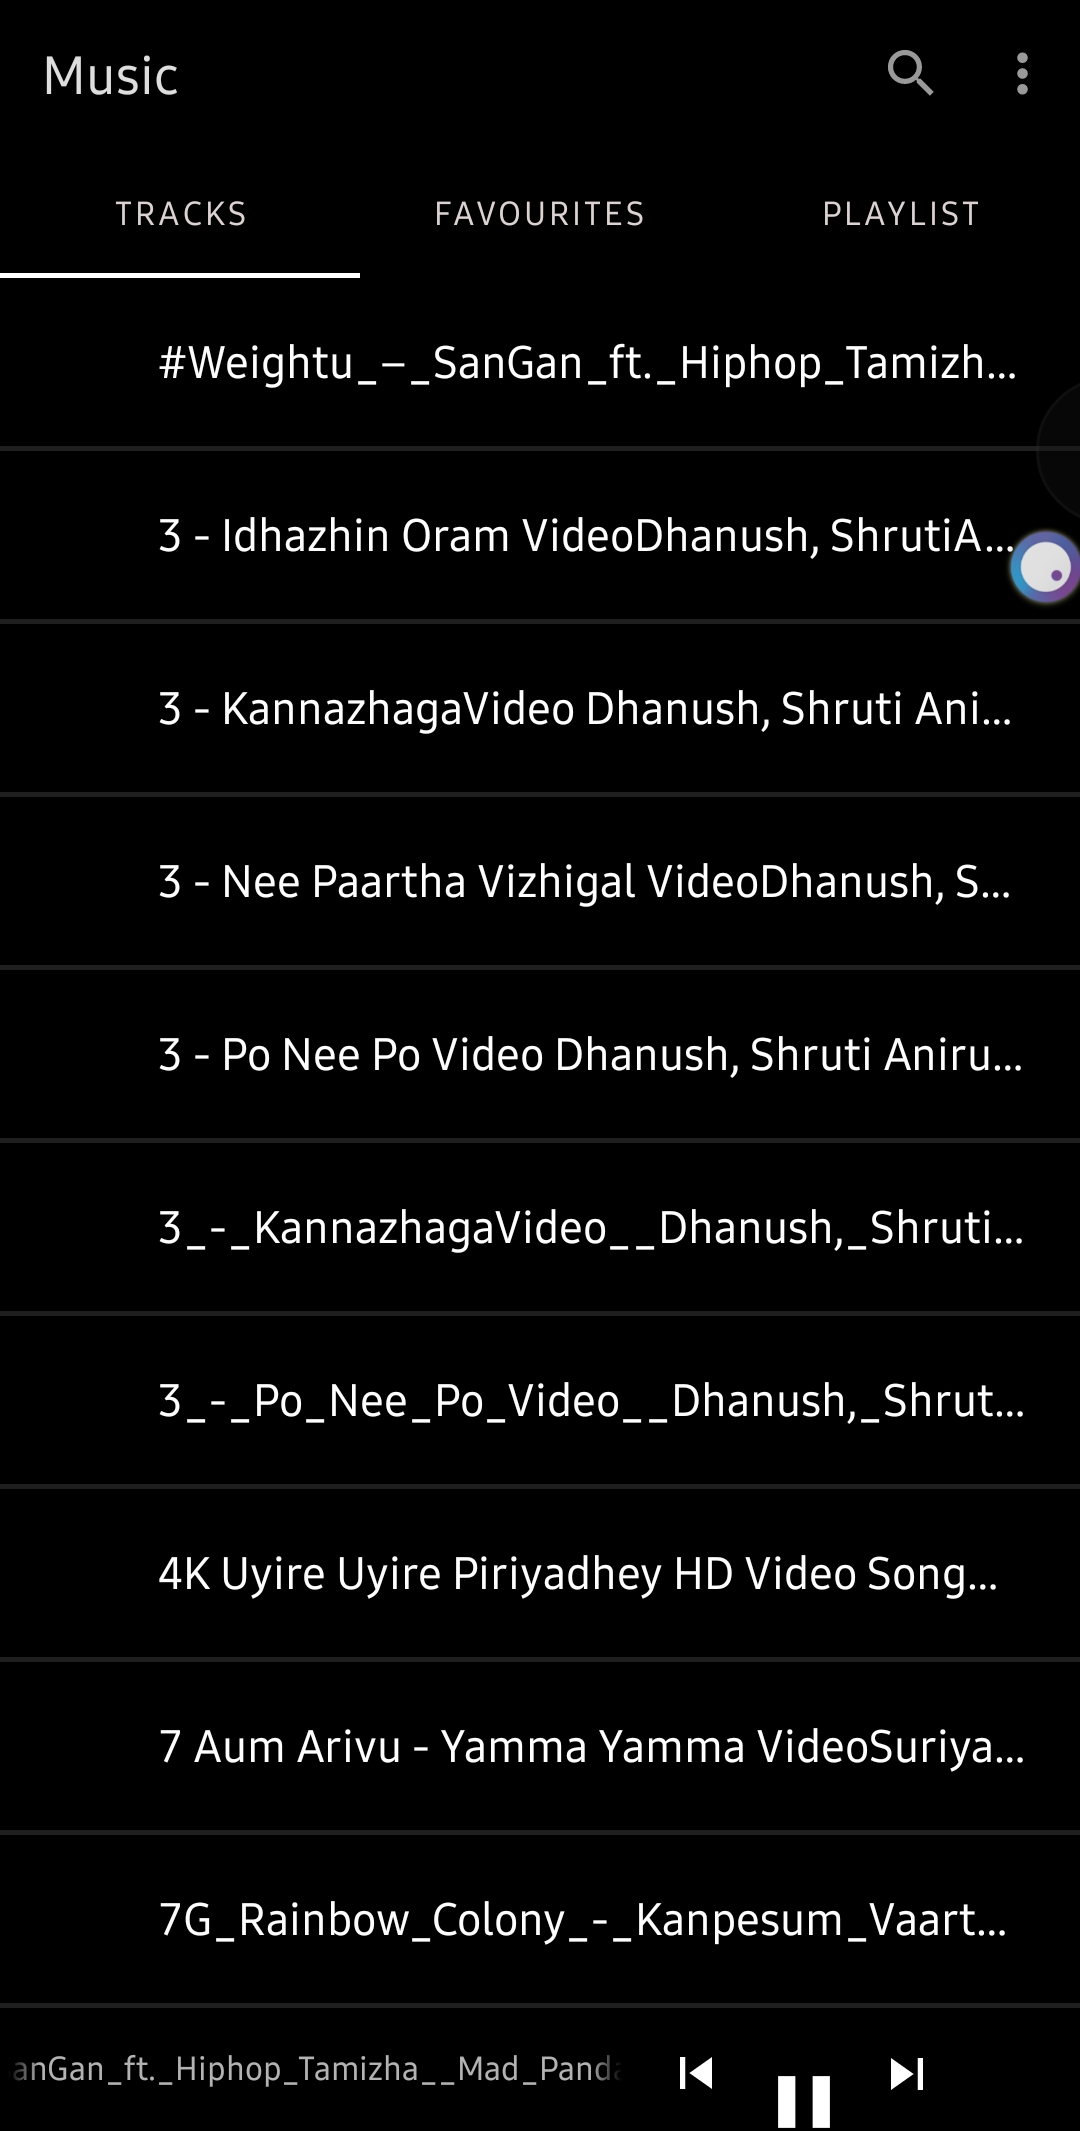 Music
TRACKS FAVOURITES PLAYLIST
#Weightu_–_SanGan_ft._Hiphop_Tamizh...
3 - Idhazhin Oram VideoDhanush, ShrutiA...
3 - KannazhagaVideo Dhanush, Shruti Ani...
3 - Nee Paartha Vizhigal VideoDhanush, S...
3 - Po Nee Po Video Dhanush, Shruti Aniru...
3_-_KannazhagaVideo__Dhanush,_Shruti...
3_-_Po_Nee_Po_Video__Dhanush,_Shrut...
4K Uyire Uyire Piriyadhey HD Video Song...
7 Aum Arivu - Yamma Yamma VideoSuriya...
7G_Rainbow_Colony_-_Kanpesum_Vaart...
anGan_ft._Hiphop_Tamizha__Mad_Panda